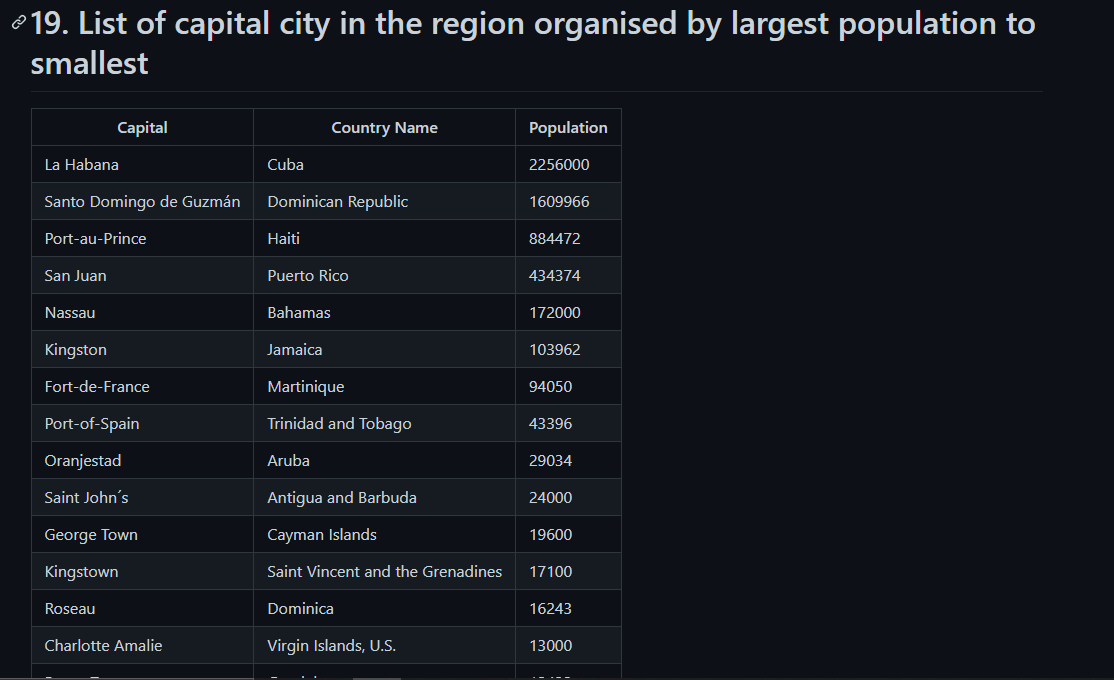 19. List of capital city in the region organised by largest population to
smallest
Capital Country Name Population
La Habana Cuba 2256000
Santo Domingo de Guzmán Dominican Republic 1609966
Port-au-Prince Haiti 884472
San Juan Puerto Rico 434374
Nassau Bahamas 172000
Kingston Jamaica 103962
Fort-de-France Martinique 94050
Port-of-Spain Trinidad and Tobago 43396
Oranjestad Aruba 29034
Saint John´s Antigua and Barbuda 24000
George Town Cayman Islands 19600
Kingstown Saint Vincent and the Grenadines 17100
Roseau Dominica 16243
Charlotte Amalie Virgin Islands, U.S. 13000